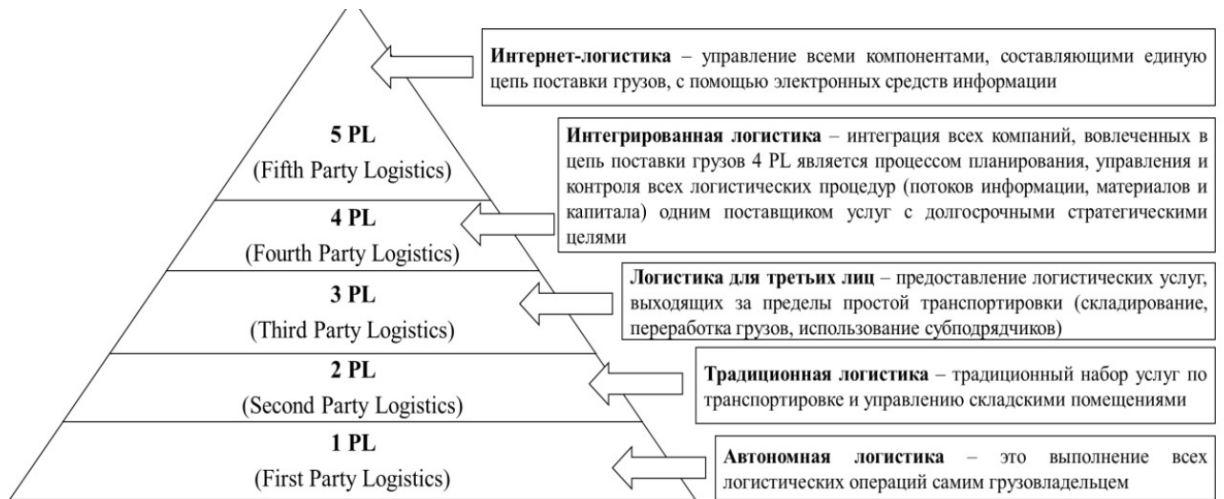 Интернет-логистика – управление всеми компонентами, составляющими единую
цепь поставки грузов, с помощью электронных средств информации
5 PL
(Fifth Party Logistics)
Интегрированная логистика – интеграция всех компаний, вовлеченных в
цепь поставки грузов 4 PL является процессом планирования, управления и
контроля всех логистических процедур (потоков информации, материалов и
капитала) одним поставщиком услуг с долгосрочными стратегическими
целями
4 PL
(Fourth Party Logistics)
Логистика для третьих лиц – предоставление логистических услуг,
выходящих за пределы простой транспортировки (складирование,
переработка грузов, использование субподрядчиков)
3 PL
(Third Party Logistics)
Традиционная логистика – традиционный набор услуг по
транспортировке и управлению складскими помещениями
2 PL
(Second Party Logistics)
Автономная логистика – это выполнение всех
логистических операций самим грузовладельцем
1 PL
(First Party Logistics)